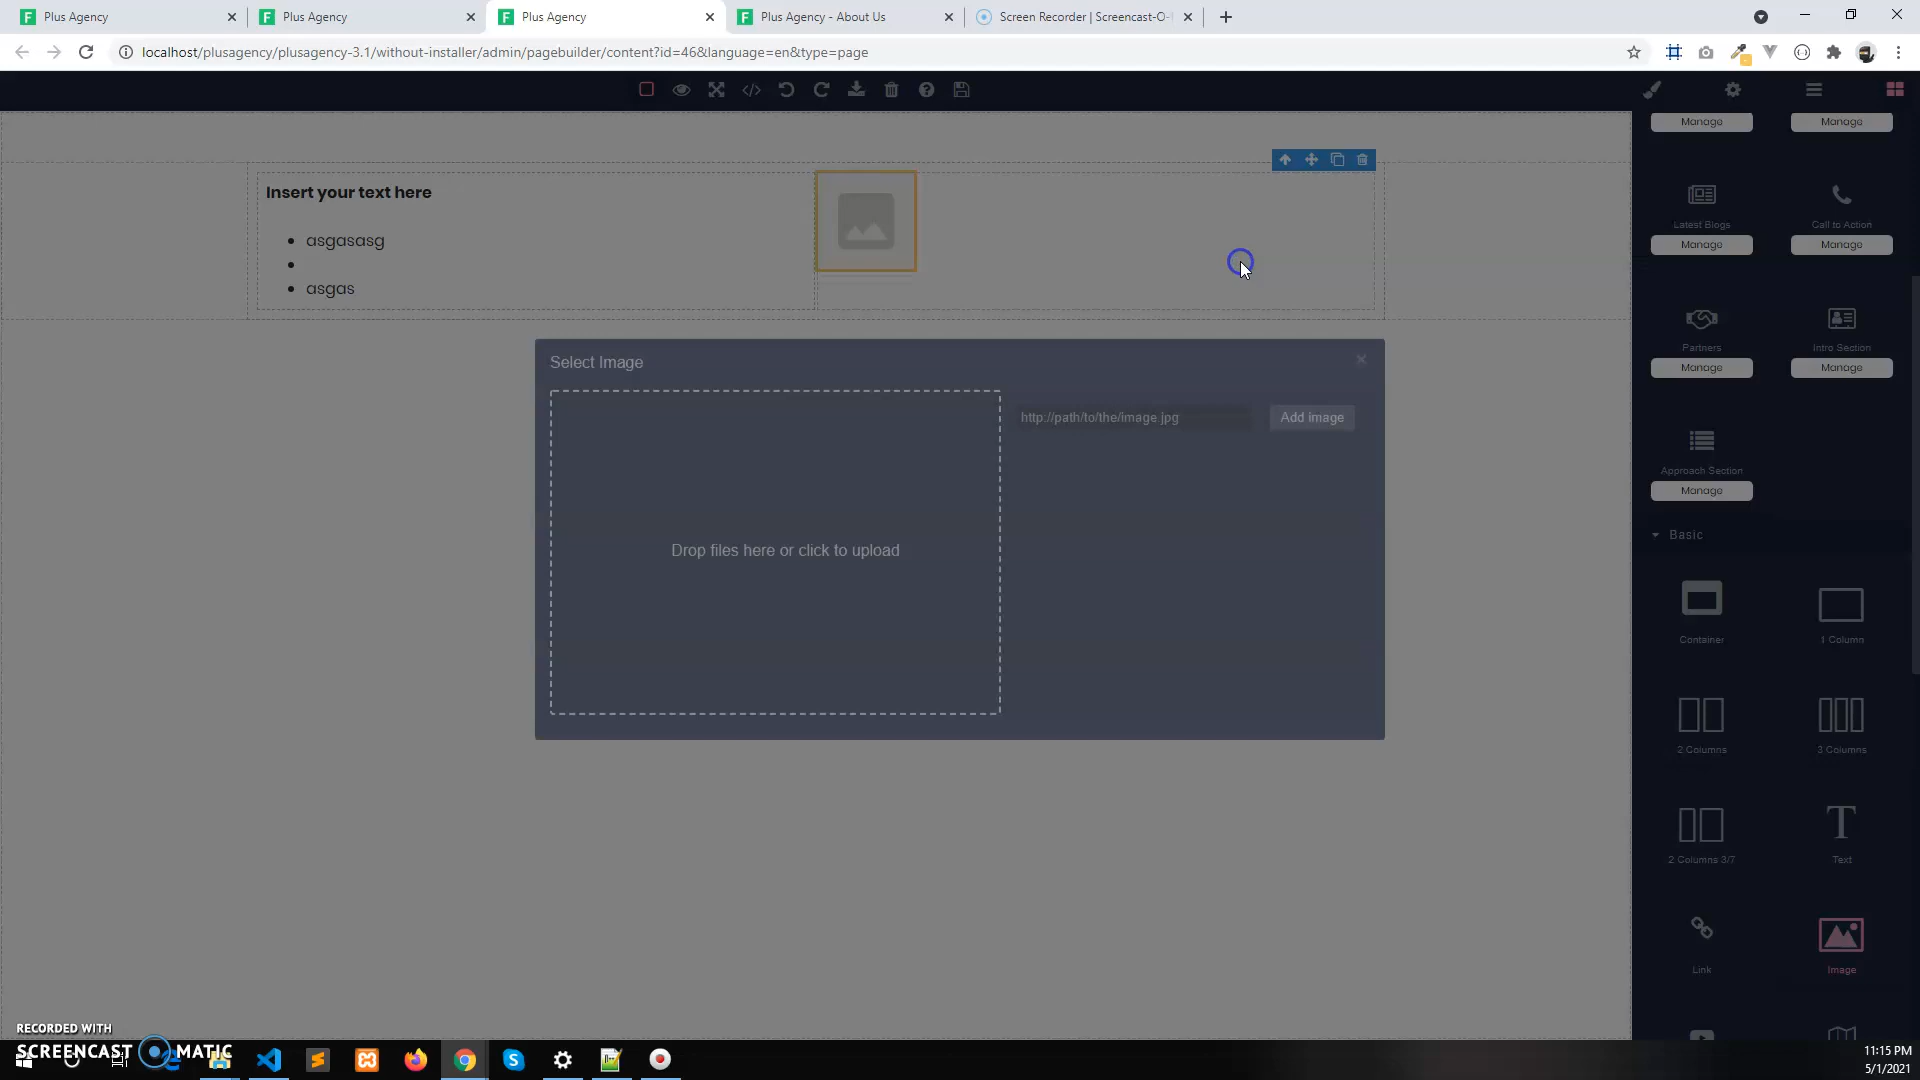 Plus Agency
Plus Agency
Plus Agency
Plus Agency - About Us
Screen Recorder | Screencast-O-
localhost/plusagency/plusagency-3.1/without-installer/admin/pagebuilder/content?id=46&language=en&type=page
Manage
Manage
Insert your text here
asgasasg
asgas
Latest Blogs
Call to Action
Manage
Manage
Partners
Intro Section
Manage
Manage
Select Image
http://path/to/the/image.jpg
Add image
Drop files here or click to upload
Approach Section
Manage
Basic
Container
1 Column
2 Columns
3 Columns
2 Columns 3/7
Text
Link
Image
RECORDED WITH
SCREENCAST MATIC
11:15 PM
5/1/2021